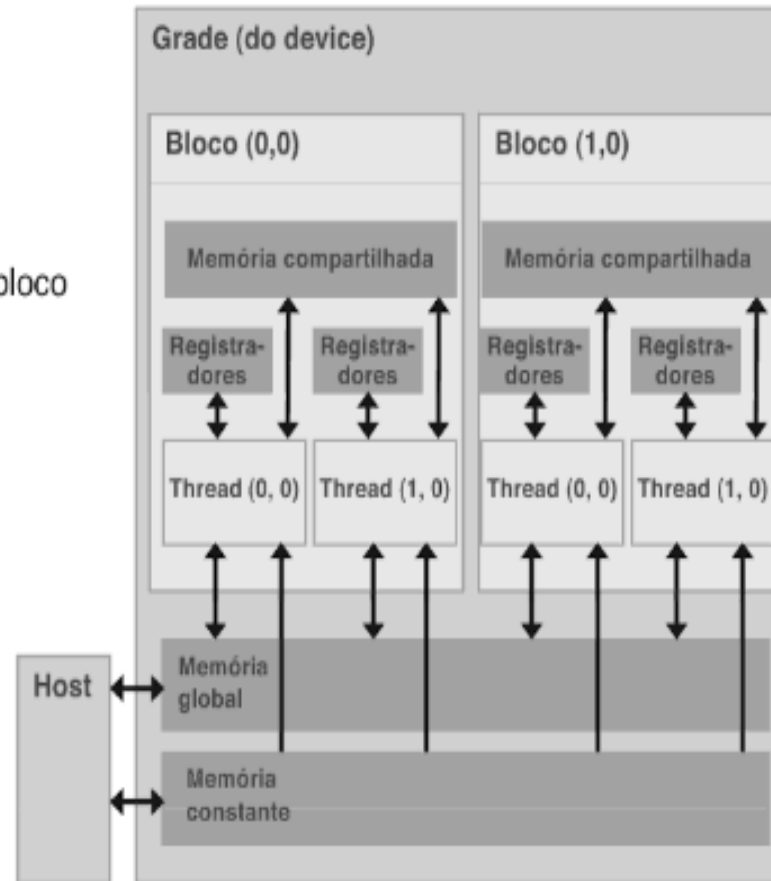 Grade (do device)
Bloco (0,0)
Bloco (1,0)
bloco
Memória compartilhada
Memória compartilhada
Registra-
dores
Registra-
dores
Registra-
dores
Registra-
dores
Thread (0, 0)
Thread (1, 0)
Thread (0, 0)
Thread (1, 0)
Host
Memória
global
Memória
constante